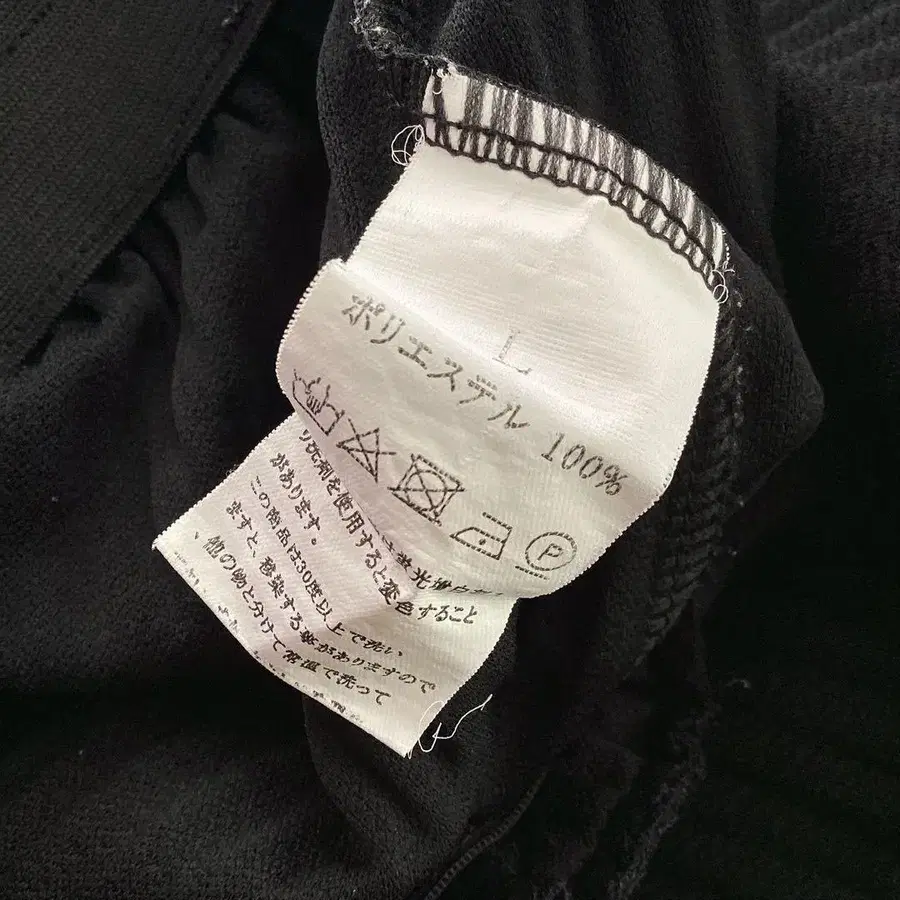 L
ポリエステル 100%
P
蛍光増白剤
り洗剤を使用すると変色すること
があります。
この商品は30度以上で洗い
ますと、移染する事がありますので
、他の物と分けて常温で洗って